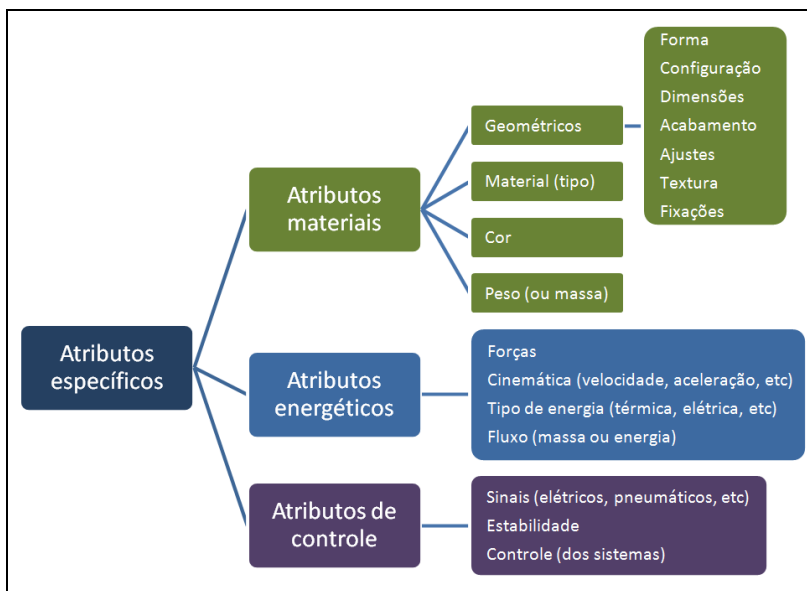 Forma
Configuração
Dimensões
Acabamento
Ajustes
Textura
Fixações
Geométricos
Material (tipo)
Cor
Peso (ou massa)
Atributos
materiais
Atributos
específicos
Atributos
energéticos
Forças
Cinemática (velocidade, aceleração, etc)
Tipo de energia (térmica, elétrica, etc)
Fluxo (massa ou energia)
Atributos de
controle
Sinais (elétricos, pneumáticos, etc)
Estabilidade
Controle (dos sistemas)